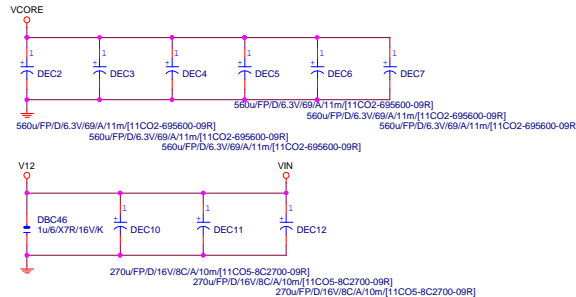 VCORE
1 1 1 1 1 1
+ + + + + +
DEC2 DEC3 DEC4 DEC5 DEC6 DEC7
560u/FP/D/6.3V/69/A/11m/[11CO2-695600-09R]
560u/FP/D/6.3V/69/A/11m/[11CO2-695600-09R]
560u/FP/D/6.3V/69/A/11m/[11CO2-695600-09R]
560u/FP/D/6.3V/69/A/11m/[11CO2-695600-09R]
560u/FP/D/6.3V/69/A/11m/[11CO2-695600-09R]
560u/FP/D/6.3V/69/A/11m/[11CO2-695600-09R]
V12 VIN
1 1 1
+ + +
DBC46
1u/6/X7R/16V/K
DEC10 DEC11 DEC12
270u/FP/D/16V/8C/A/10m/[11CO5-8C2700-09R]
270u/FP/D/16V/8C/A/10m/[11CO5-8C2700-09R]
270u/FP/D/16V/8C/A/10m/[11CO5-8C2700-09R]